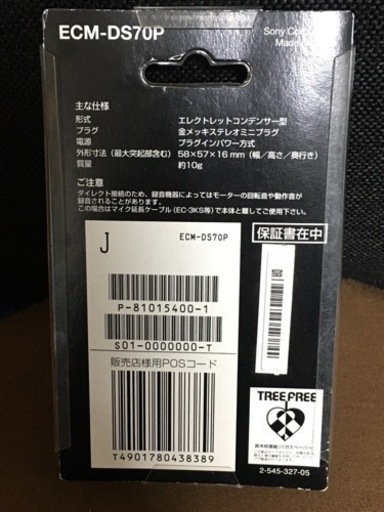 ECM-DS70P
Sony Corp
Made
主な仕様
形式 エレクトレットコンデンサー型
プラグ 金メッキステレオミニプラグ
電源 プラグインパワー方式
外形寸法（最大突起部含む） 58×57×16 mm（幅／高さ／奥行き）
質量 約10g
ご注意
ダイレクト接続のため、録音機器によってはモーターの回転音や動作音
が録音されることがあります。
この場合はマイク延長ケーブル（EC-3KS等）で本体と離してご使用下さい。
保証書在中
J ECM-DS70P
P-81015400-1
S01-0000000-T
販売店様用POSコード
T4901780438389
TREE FREE
2-545-327-05